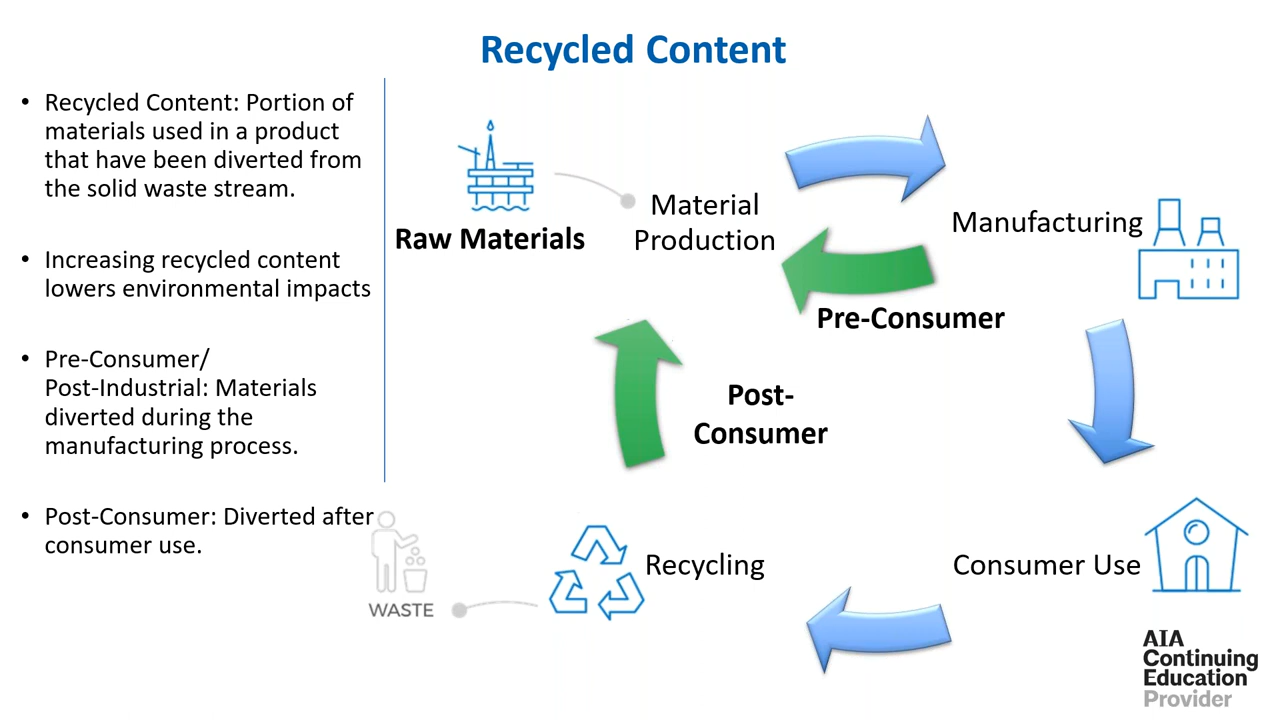 Recycled Content
• Recycled Content: Portion of
materials used in a product
that have been diverted from
the solid waste stream.
• Increasing recycled content
lowers environmental impacts
• Pre-Consumer/
Post-Industrial: Materials
diverted during the
manufacturing process.
• Post-Consumer: Diverted after
consumer use.
Raw Materials
Material
Production
Manufacturing
Pre-Consumer
Post-
Consumer
Recycling
Consumer Use
WASTE
AIA
Continuing
Education
Provider